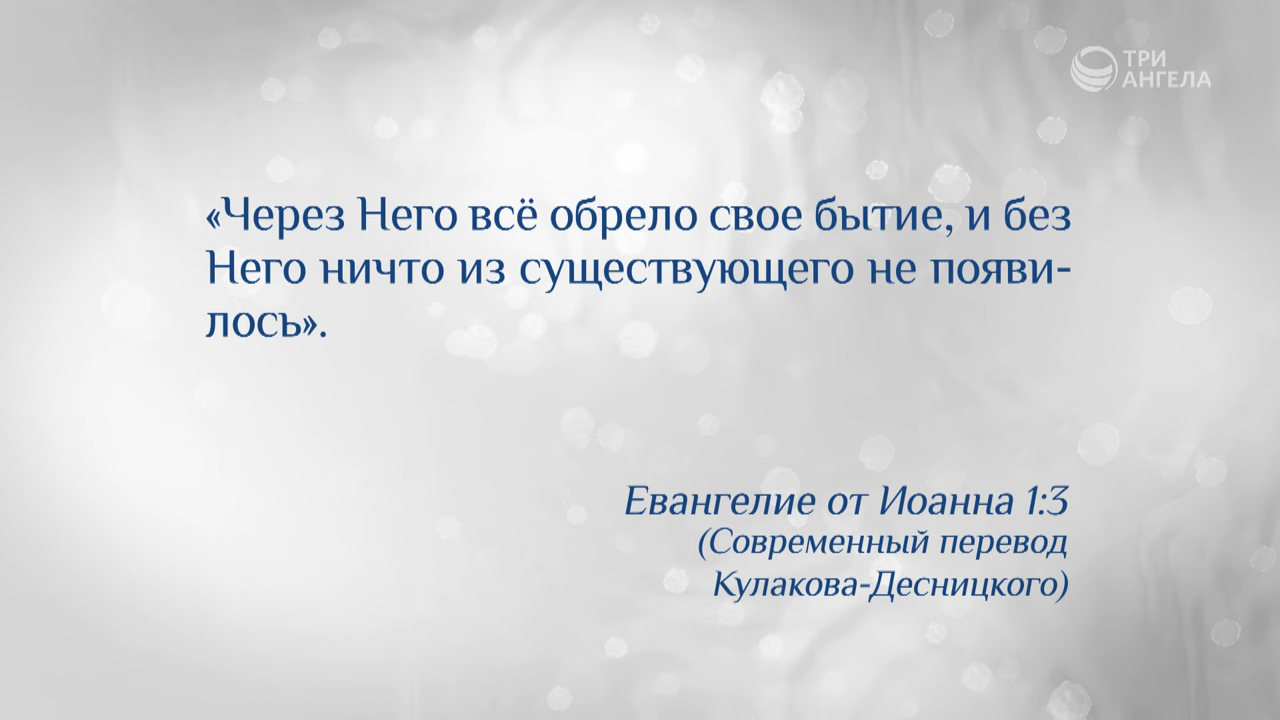 ТРИ
АНГЕЛА
«Через Него всё обрело свое бытие, и без
Него ничто из существующего не появи-
лось».
Евангелие от Иоанна 1:3
(Современный перевод
Кулакова-Десницкого)